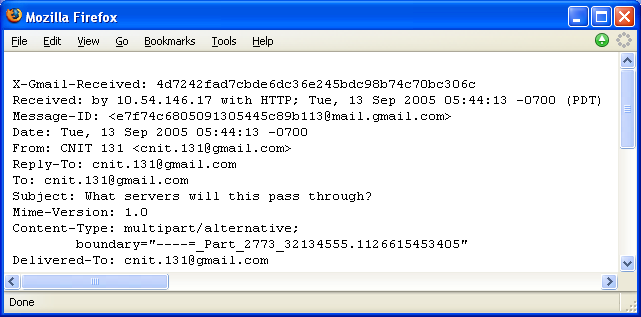 Mozilla Firefox
File Edit View Go Bookmarks Tools Help
X-Gmail-Received: 4d7242fad7cbde6dc36e245bdc98b74c70bc306c
Received: by 10.54.146.17 with HTTP; Tue, 13 Sep 2005 05:44:13 -0700 (PDT)
Message-ID: <e7f74c6805091305445c89b113@mail.gmail.com>
Date: Tue, 13 Sep 2005 05:44:13 -0700
From: CNIT 131 <cnit.131@gmail.com>
Reply-To: cnit.131@gmail.com
To: cnit.131@gmail.com
Subject: What servers will this pass through?
Mime-Version: 1.0
Content-Type: multipart/alternative;
boundary="----=_Part_2773_32134555.1126615453405"
Delivered-To: cnit.131@gmail.com
Done